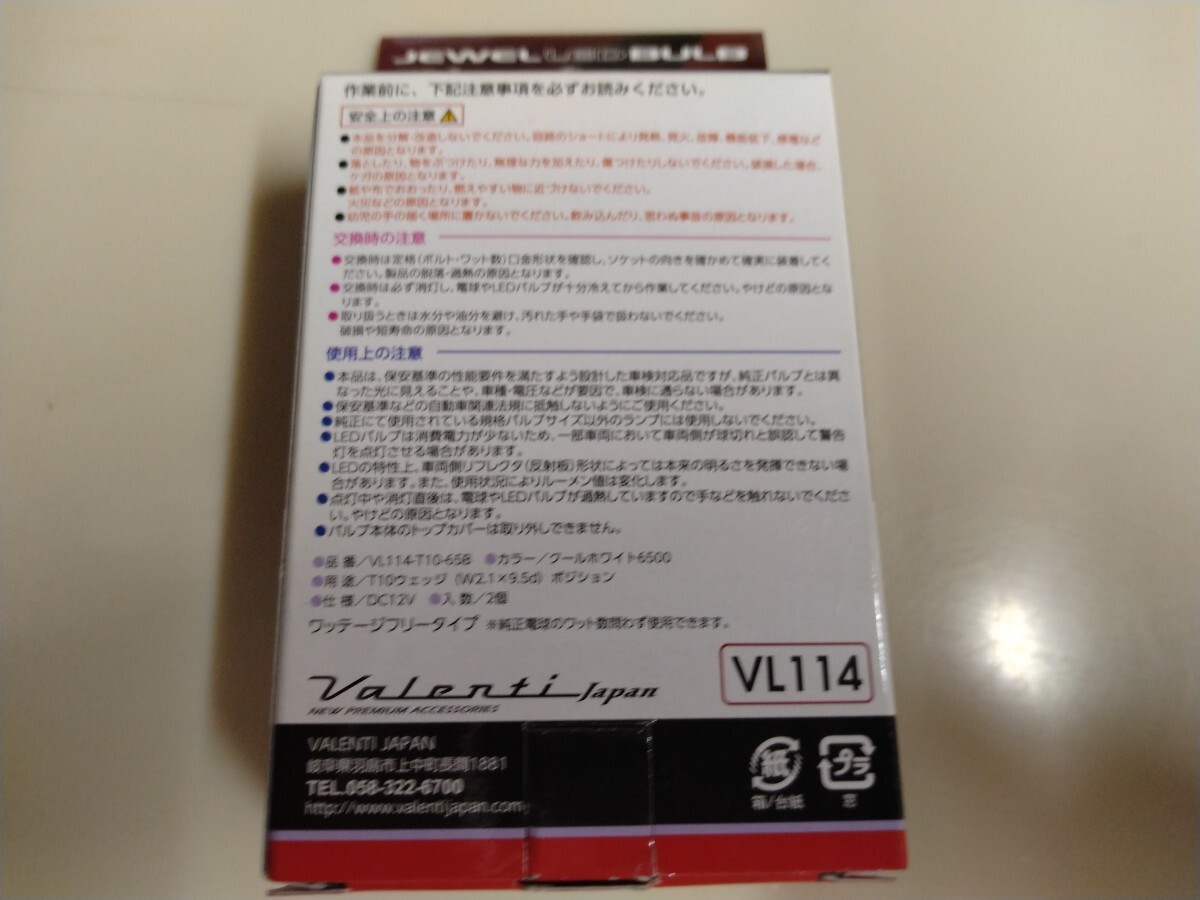 JEWEL LED BULB
作業前に、下記注意事項を必ずお読みください。
安全上の注意
●本品を分解・改造しないでください。回路のショートにより発熱、発火、故障、機能低下、感電など
の原因となります。
●落としたり、物をぶつけたり、無理な力を加えたり、傷つけたりしないでください。破損した場合、
ケガの原因となります。
●紙や布でおおったり、燃えやすい物に近づけないでください。
火災などの原因となります。
●幼児の手の届く場所に置かないでください。飲み込んだり、思わぬ事故の原因となります。
交換時の注意
●交換時は定格(ボルト・ワット数)口金形状を確認し、ソケットの向きを確かめて確実に装着してく
ださい。製品の脱落・過熱の原因となります。
●交換時は必ず消灯し、電球やLEDバルブが十分冷えてから作業してください。やけどの原因とな
ります。
●取り扱うときは水分や油分を避け、汚れた手や手袋で扱わないでください。
破損や短寿命の原因となります。
使用上の注意
●本品は、保安基準の性能要件を満たすよう設計した車検対応品ですが、純正バルブとは異
なった光に見えることや、車種・電圧などが要因で、車検に通らない場合があります。
●保安基準などの自動車関連法規に抵触しないようにご使用ください。
●純正にて使用されている規格バルブサイズ以外のランプには使用しないでください。
●LEDバルブは消費電力が少ないため、一部車両において車両側が球切れと誤認して警告
灯を点灯させる場合があります。
●LEDの特性上、車両側リフレクタ(反射板)形状によっては本来の明るさを発揮できない場
合があります。また、使用状況によりルーメン値は変化します。
●点灯中や消灯直後は、電球やLEDバルブが過熱していますので手などを触れないでくださ
い。やけどの原因となります。
●バルブ本体のトップカバーは取り外しできません。
●品 番/VL114-T10-65B ●カラー/クールホワイト6500
●用 途/T10ウェッジ (W2.1×9.5d) ポジション
●仕 様/DC12V ●入 数/2個
ワッテージフリータイプ ※純正電球のワット数問わず使用できます。
Valenti Japan
NEW PREMIUM ACCESSORIES
VL114
VALENTI JAPAN
岐阜県羽島市上中町長間1881
TEL.058-322-6700
http://www.valentijapan.com
紙
箱/台紙
プラ
窓